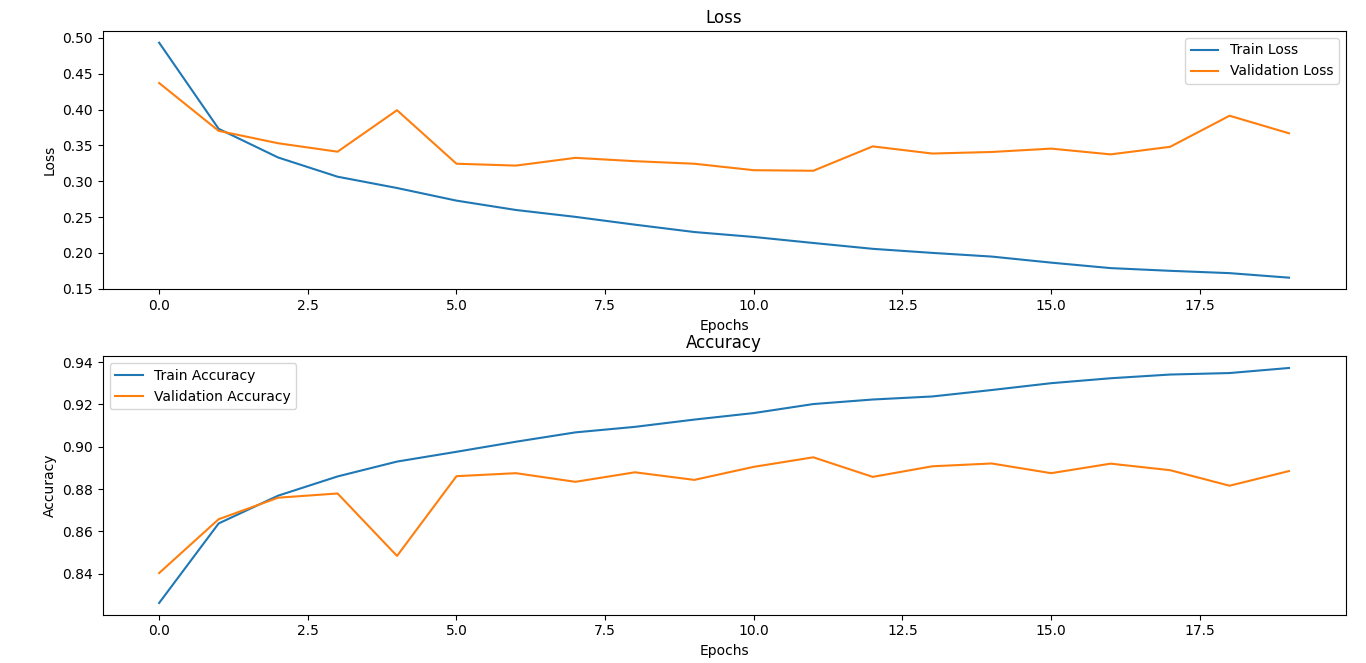 Loss
0.50
0.45
0.40
0.35
0.30
0.25
0.20
0.15
Loss
Train Loss
Validation Loss
0.0 2.5 5.0 7.5 10.0 12.5 15.0 17.5
Epochs
Accuracy
0.94
0.92
0.90
0.88
0.86
0.84
Accuracy
Train Accuracy
Validation Accuracy
0.0 2.5 5.0 7.5 10.0 12.5 15.0 17.5
Epochs